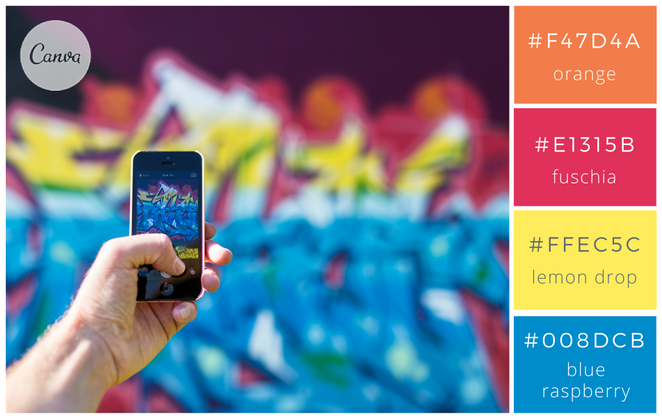 Canva
#F47D4A
orange
#E1315B
fuschia
#FFEC5C
lemon drop
#008DCB
blue
raspberry